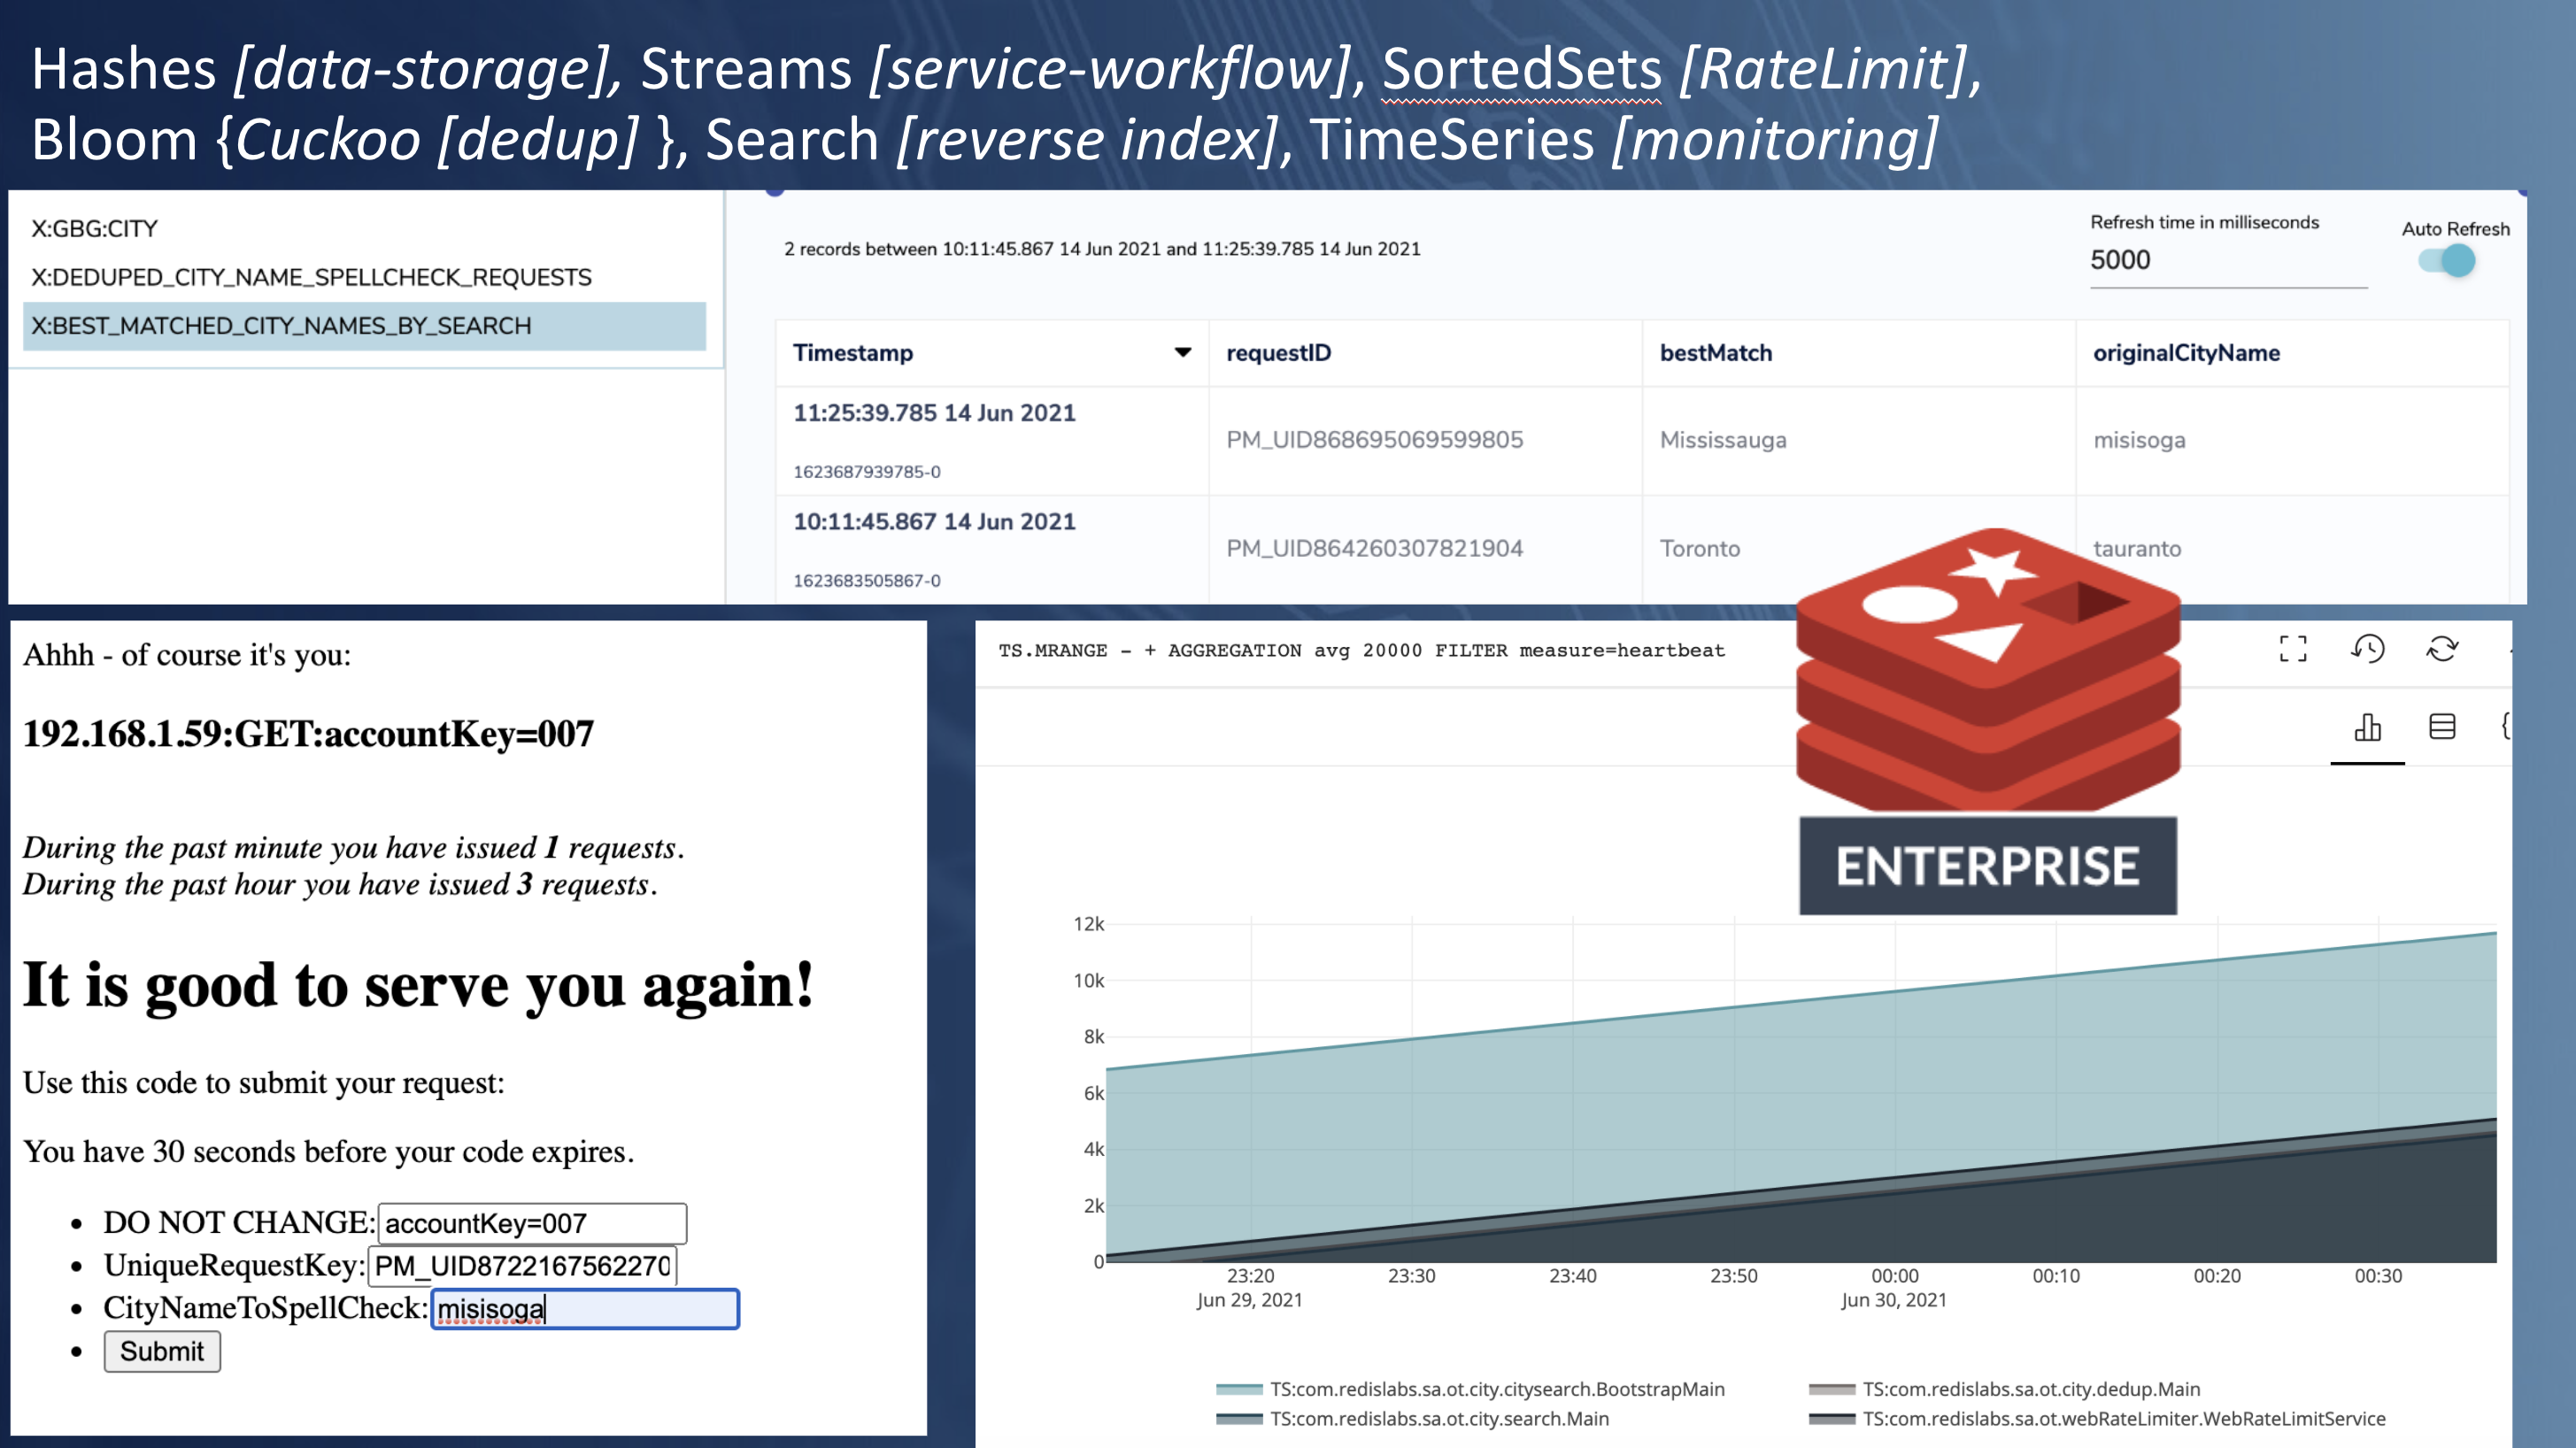 Hashes [data-storage], Streams [service-workflow], SortedSets [RateLimit],
Bloom {Cuckoo [dedup] }, Search [reverse index], TimeSeries [monitoring]
X:GBG:CITY
X:DEDUPED_CITY_NAME_SPELLCHECK_REQUESTS
X:BEST_MATCHED_CITY_NAMES_BY_SEARCH
2 records between 10:11:45.867 14 Jun 2021 and 11:25:39.785 14 Jun 2021
Refresh time in milliseconds
5000
Auto Refresh
Timestamp requestID bestMatch originalCityName
11:25:39.785 14 Jun 2021
1623687939785-0
PM_UID868695069599805 Mississauga misisoga
10:11:45.867 14 Jun 2021
1623683505867-0
PM_UID864260307821904 Toronto tauranto
Ahhh - of course it's you:
192.168.1.59:GET:accountKey=007
During the past minute you have issued 1 requests.
During the past hour you have issued 3 requests.
It is good to serve you again!
Use this code to submit your request:
You have 30 seconds before your code expires.
• DO NOT CHANGE: accountKey=007
• UniqueRequestKey: PM_UID8722167562270
• CityNameToSpellCheck: misisoga
• Submit
TS.MRANGE - + AGGREGATION avg 20000 FILTER measure=heartbeat
ENTERPRISE
12k
10k
8k
6k
4k
2k
0
23:20 23:30 23:40 23:50 00:00 00:10 00:20 00:30
Jun 29, 2021 Jun 30, 2021
TS:com.redislabs.sa.ot.city.citysearch.BootstrapMain TS:com.redislabs.sa.ot.city.dedup.Main
TS:com.redislabs.sa.ot.city.search.Main TS:com.redislabs.sa.ot.webRateLimiter.WebRateLimitService